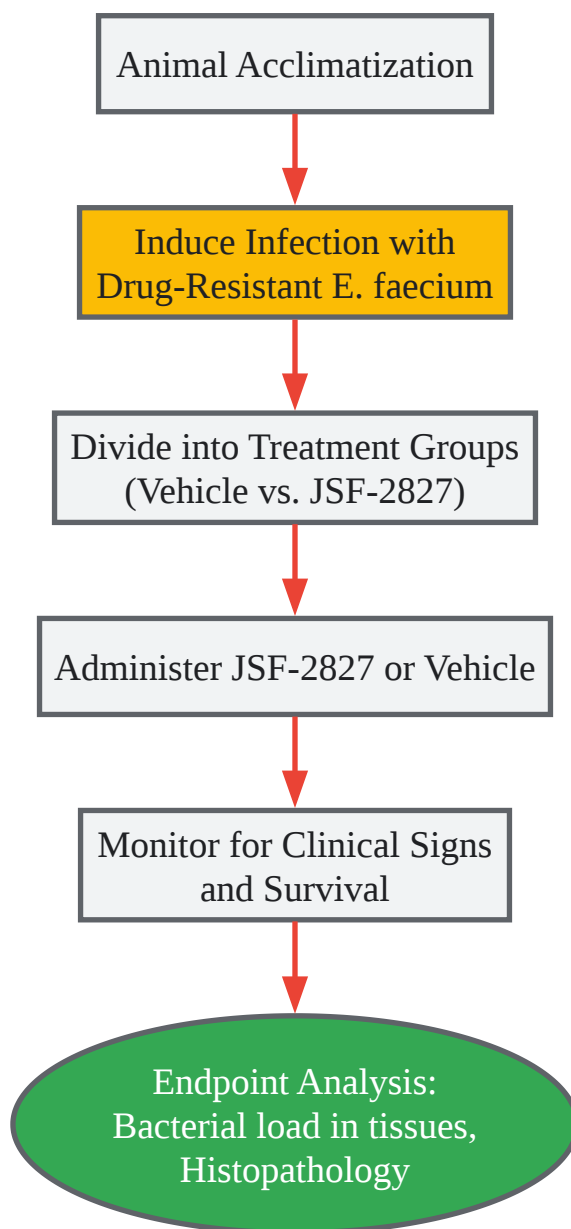 Animal Acclimatization
Induce Infection with
Drug-Resistant E. faecium
Divide into Treatment Groups
(Vehicle vs. JSF-2827)
Administer JSF-2827 or Vehicle
Monitor for Clinical Signs
and Survival
Endpoint Analysis:
Bacterial load in tissues,
Histopathology